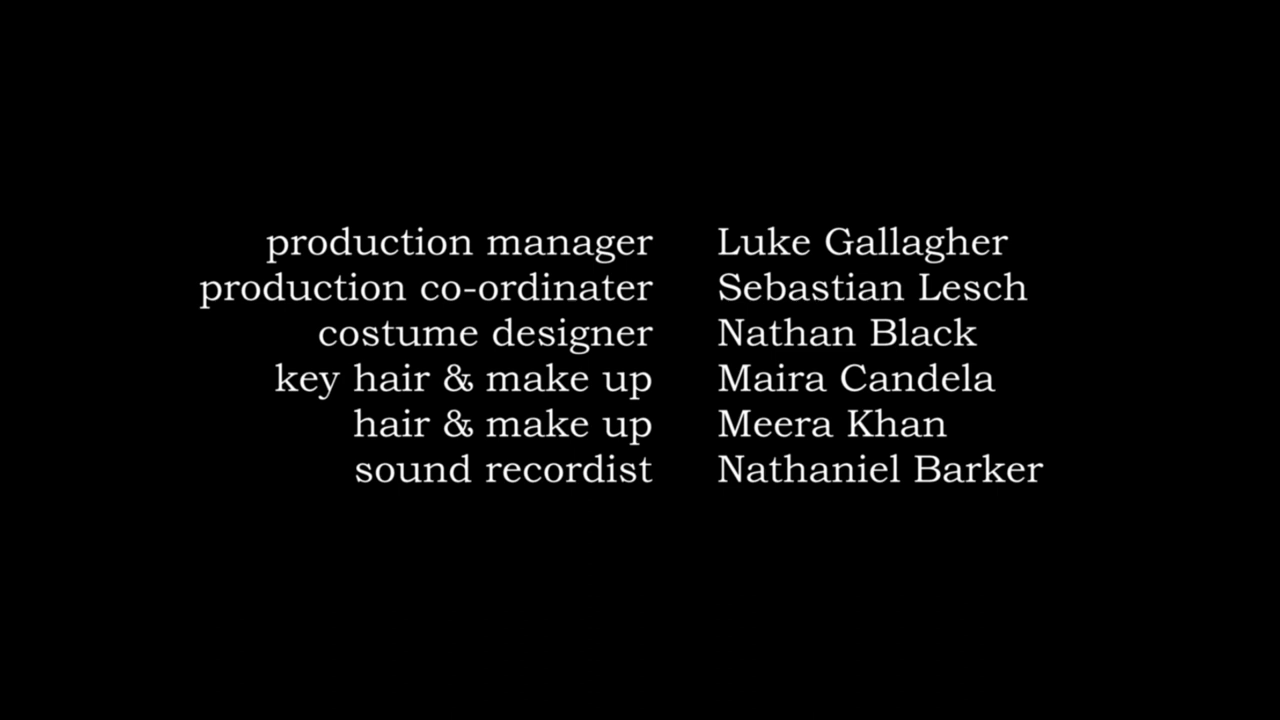 production manager Luke Gallagher
production co-ordinater Sebastian Lesch
costume designer Nathan Black
key hair & make up Maira Candela
hair & make up Meera Khan
sound recordist Nathaniel Barker